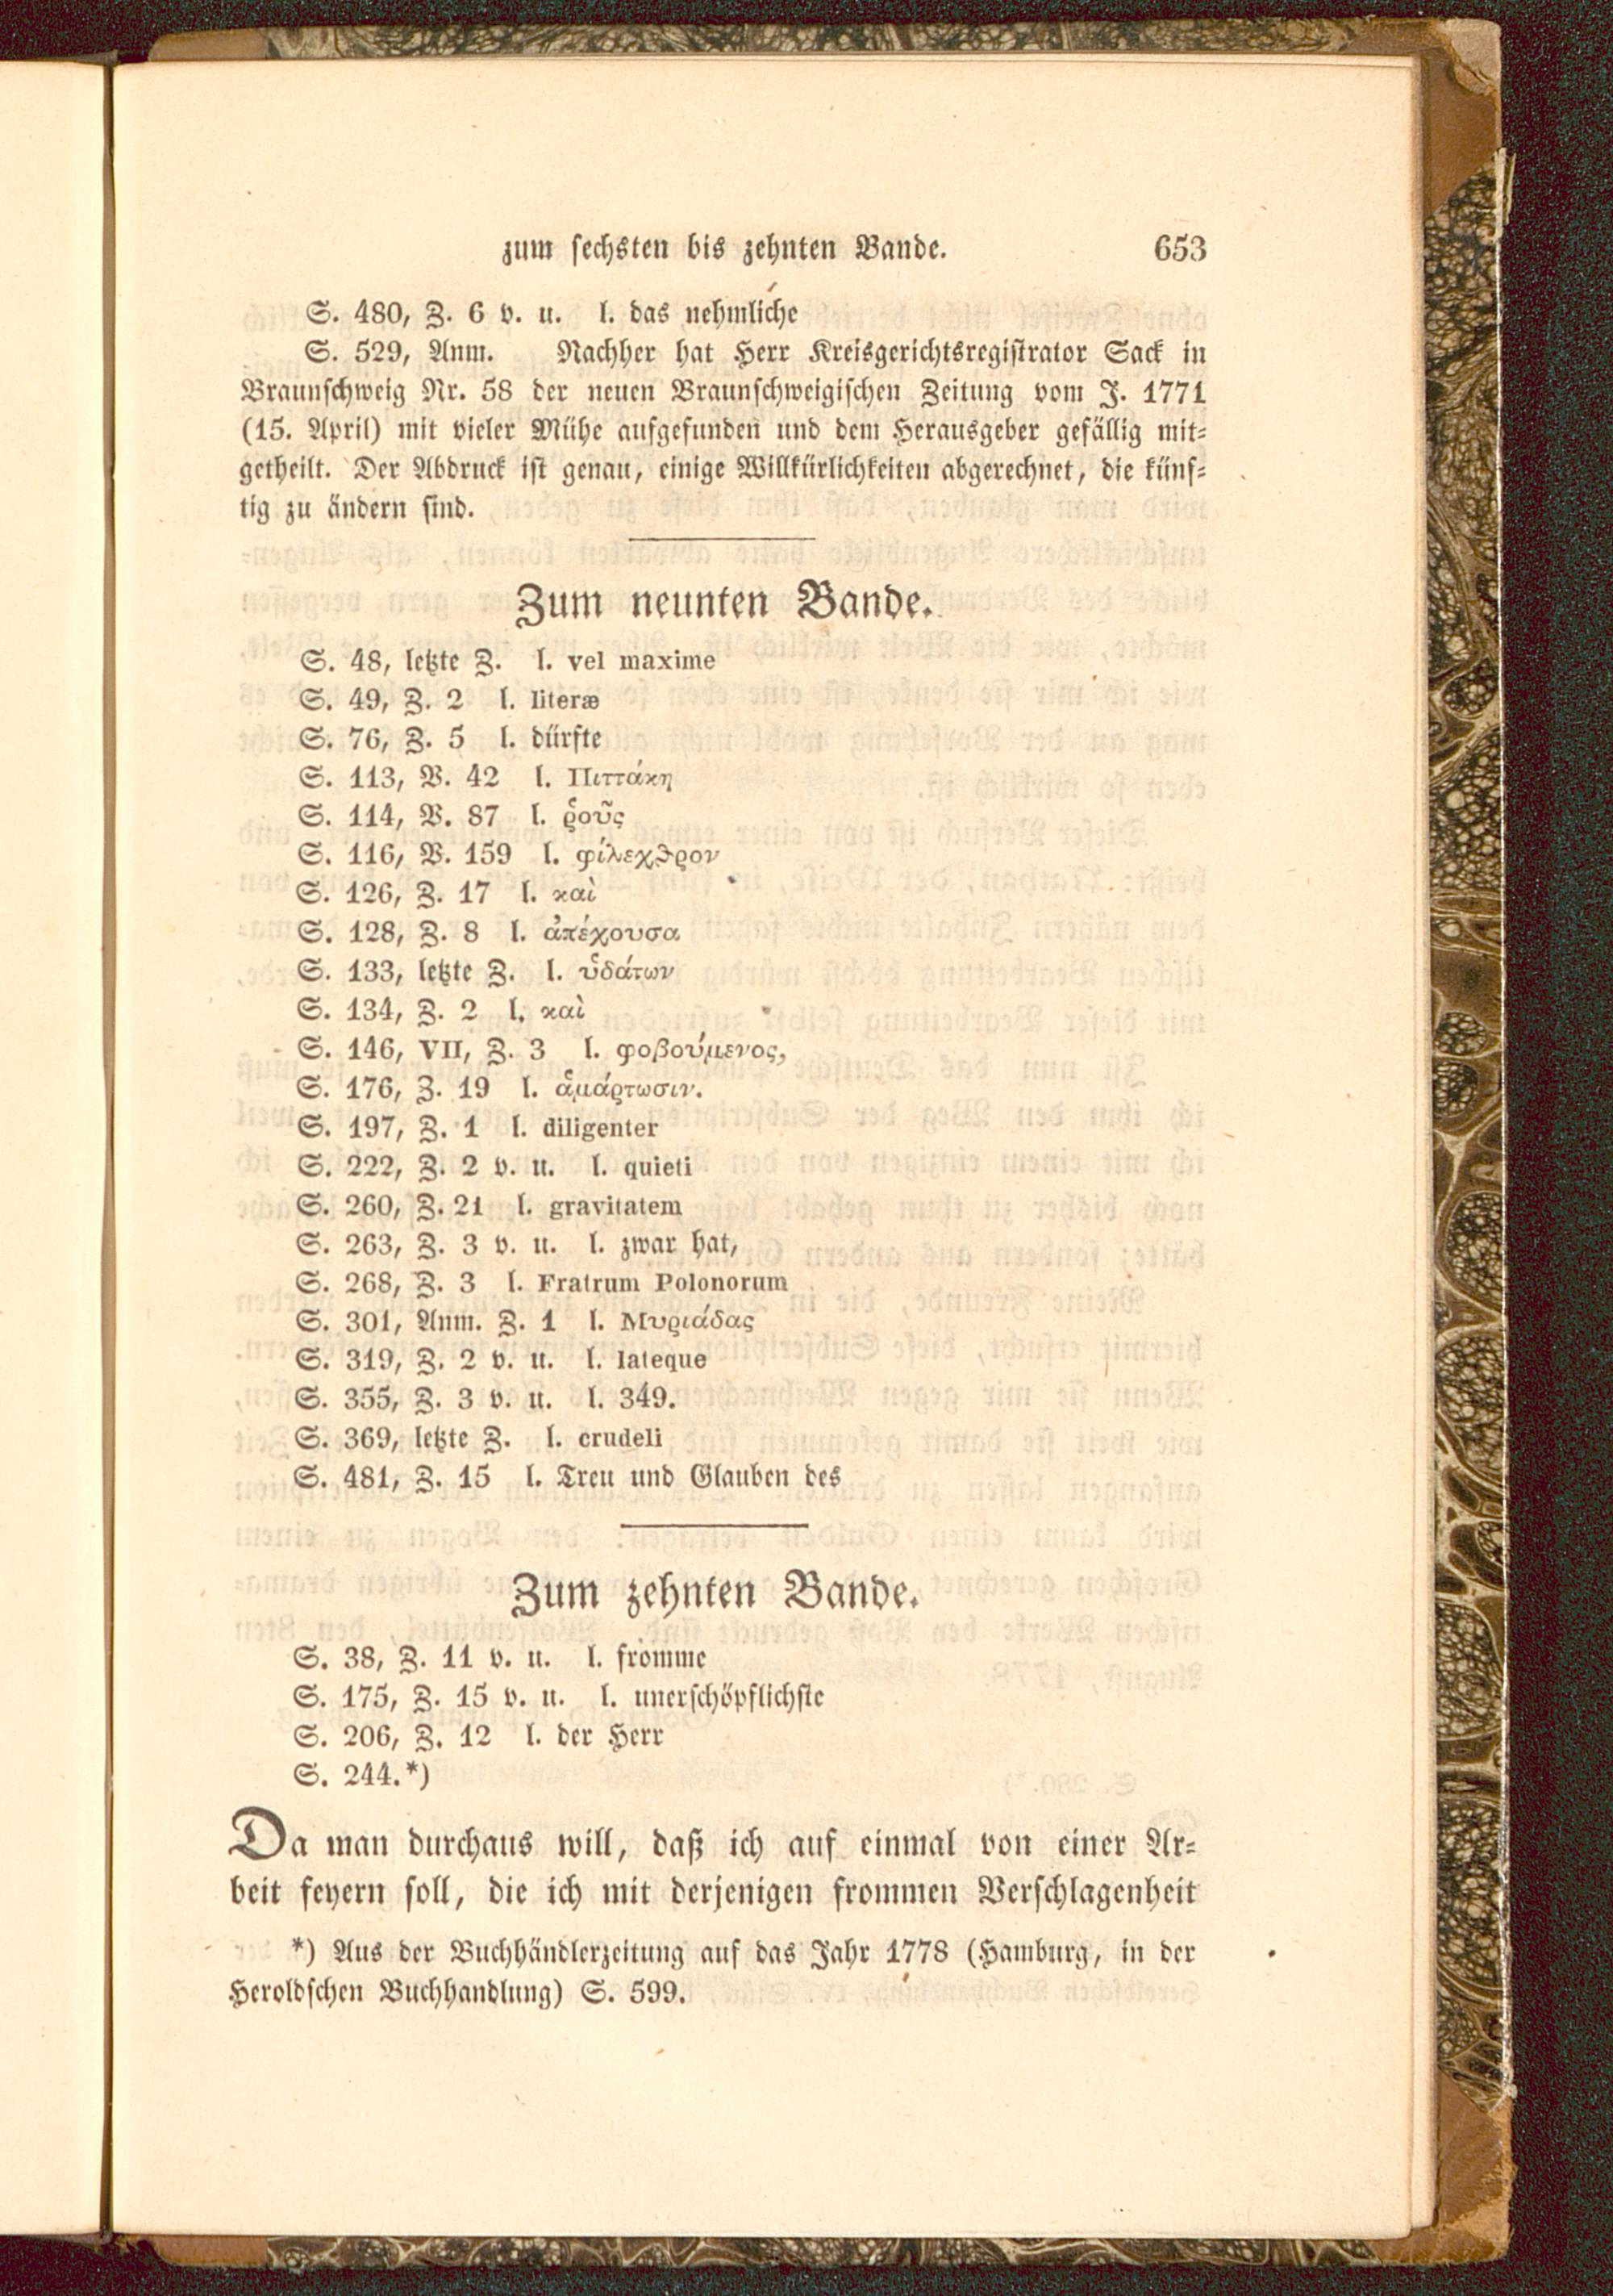 zum sechsten bis zehnten Bande. 653
S. 480, Z. 6 v. u. l. das nehmliche
S. 529, Anm. Nachher hat Herr Kreisgerichtsregistrator Sack in
Braunschweig Nr. 58 der neuen Braunschweigischen Zeitung vom J. 1771
(15. April) mit vieler Mühe aufgefunden und dem Herausgeber gefällig mit-
getheilt. Der Abdruck ist genau, einige Willkürlichkeiten abgerechnet, die künf-
tig zu ändern sind.
Zum neunten Bande.
S. 48, letzte Z. l. vel maxime
S. 49, Z. 2 l. literæ
S. 76, Z. 5 l. dürfte
S. 113, V. 42 l. Πιττάκη
S. 114, V. 87 l. ῥοῦς
S. 116, V. 159 l. φίλεχθρον
S. 126, Z. 17 l. καὶ
S. 128, Z. 8 l. ἀπέχουσα
S. 133, letzte Z. l. ὑδάτων
S. 134, Z. 2 l. καὶ
S. 146, VII, Z. 3 l. φοβούμενος,
S. 176, Z. 19 l. ἁμάρτωσιν.
S. 197, Z. 1 l. diligenter
S. 222, Z. 2 v. u. l. quieti
S. 260, Z. 21 l. gravitatem
S. 263, Z. 3 v. u. l. zwar hat,
S. 268, Z. 3 l. Fratrum Polonorum
S. 301, Anm. Z. 1 l. Μυριάδας
S. 319, Z. 2 v. u. l. lateque
S. 355, Z. 3 v. u. l. 349.
S. 369, letzte Z. l. crudeli
S. 481, Z. 15 l. Treu und Glauben des
Zum zehnten Bande.
S. 38, Z. 11 v. u. l. fromme
S. 175, Z. 15 v. u. l. unerschöpflichste
S. 206, Z. 12 l. der Herr
S. 244.*)
Da man durchaus will, daß ich auf einmal von einer Ar-
beit feyern soll, die ich mit derjenigen frommen Verschlagenheit
*) Aus der Buchhändlerzeitung auf das Jahr 1778 (Hamburg, in der
Heroldschen Buchhandlung) S. 599.